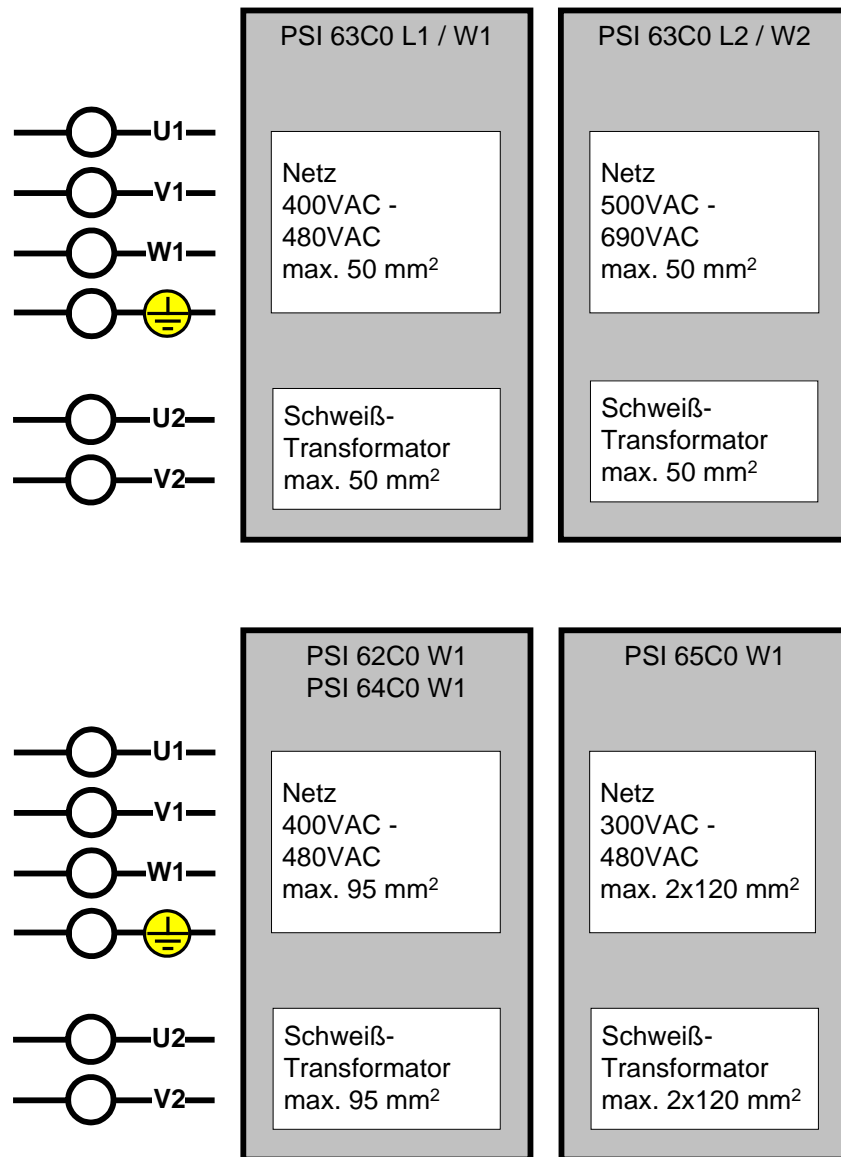 PSI 63C0 L1 / W1
PSI 63C0 L2 / W2
U1
V1
W1
U2
V2
Netz
400VAC -
480VAC
max. 50 mm²
Schweiß-
Transformator
max. 50 mm²
Netz
500VAC -
690VAC
max. 50 mm²
Schweiß-
Transformator
max. 50 mm²
PSI 62C0 W1
PSI 64C0 W1
PSI 65C0 W1
U1
V1
W1
U2
V2
Netz
400VAC -
480VAC
max. 95 mm²
Schweiß-
Transformator
max. 95 mm²
Netz
300VAC -
480VAC
max. 2x120 mm²
Schweiß-
Transformator
max. 2x120 mm²